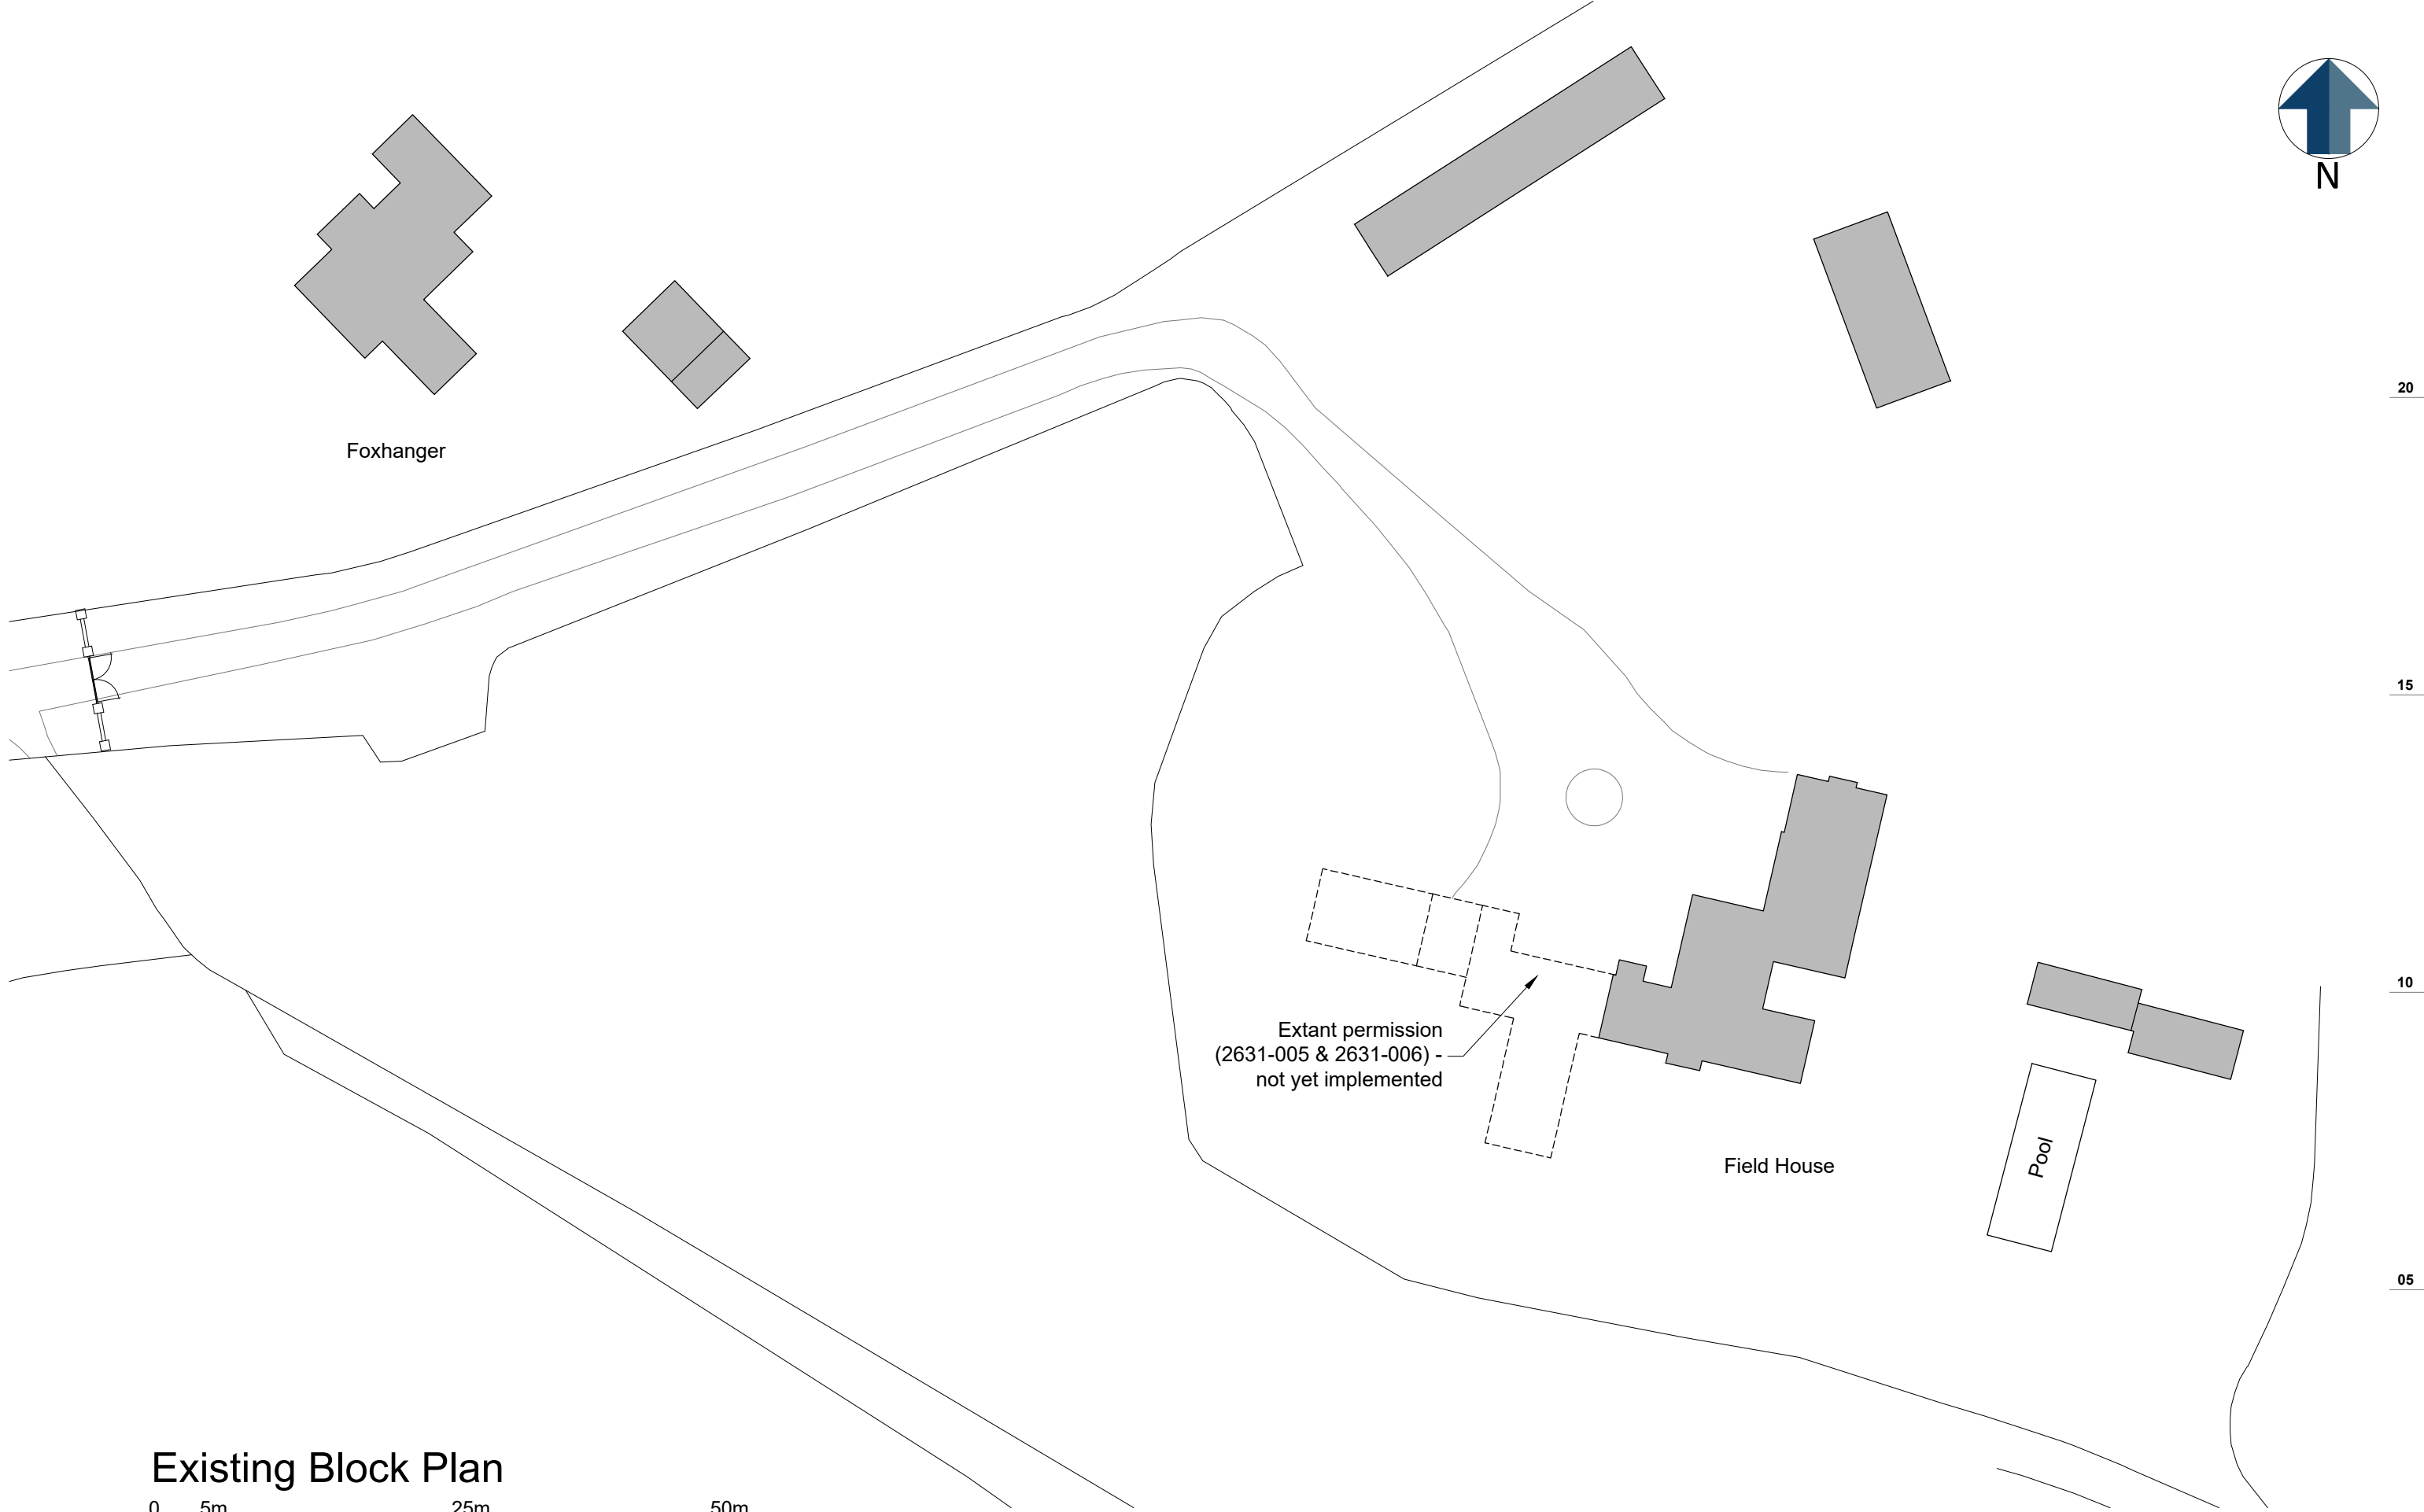 N
20
Foxhanger
15
10
Extant permission
(2631-005 & 2631-006) -
not yet implemented
Pool
Field House
05
Existing Block Plan
0 5m 25m 50m